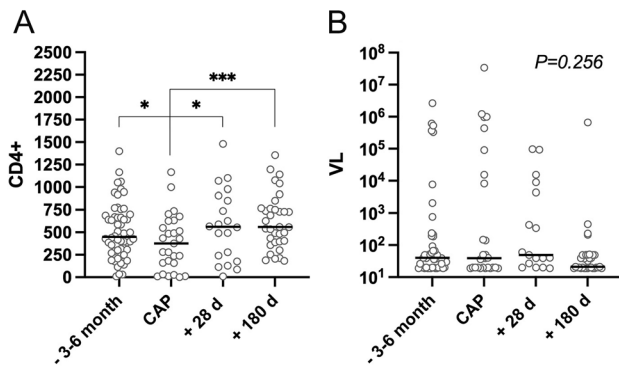 A
CD4+
2500
2250
2000
1750
1500
1250
1000
750
500
250
0
* *
***
- 3-6 month
CAP
+ 28 d
+ 180 d
B
VL
10⁸
10⁷
10⁶
10⁵
10⁴
10³
10²
10¹
P=0.256
- 3-6 month
CAP
+ 28 d
+ 180 d